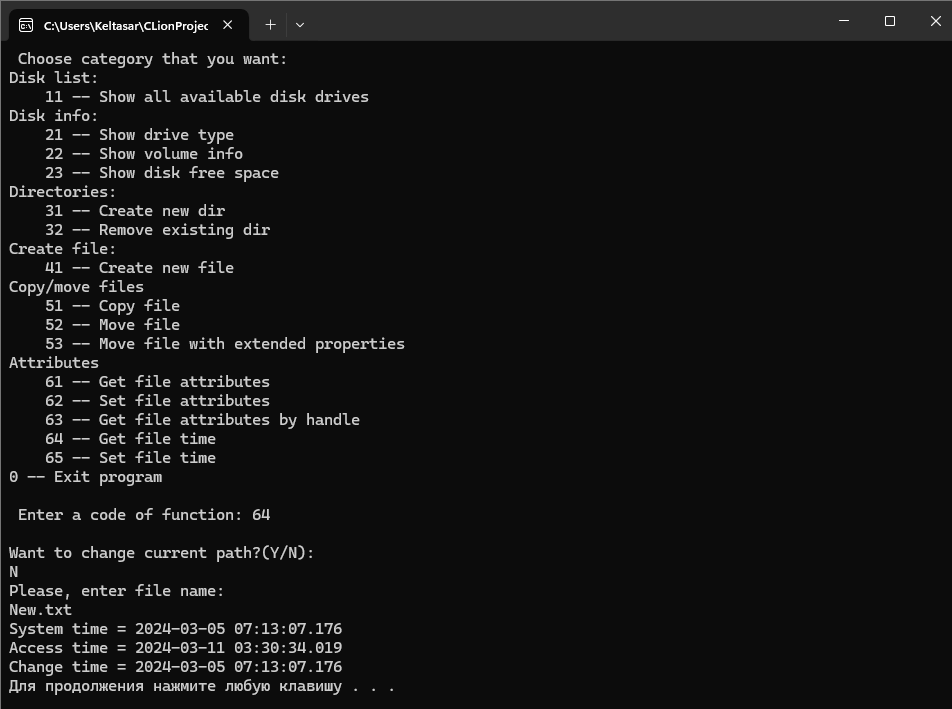 C:\Users\Keltasar\CLionProjec
 Choose category that you want:
Disk list:
    11 -- Show all available disk drives
Disk info:
    21 -- Show drive type
    22 -- Show volume info
    23 -- Show disk free space
Directories:
    31 -- Create new dir
    32 -- Remove existing dir
Create file:
    41 -- Create new file
Copy/move files
    51 -- Copy file
    52 -- Move file
    53 -- Move file with extended properties
Attributes
    61 -- Get file attributes
    62 -- Set file attributes
    63 -- Get file attributes by handle
    64 -- Get file time
    65 -- Set file time
0 -- Exit program
 Enter a code of function: 64
Want to change current path?(Y/N):
N
Please, enter file name:
New.txt
System time = 2024-03-05 07:13:07.176
Access time = 2024-03-11 03:30:34.019
Change time = 2024-03-05 07:13:07.176
Для продолжения нажмите любую клавишу . . .